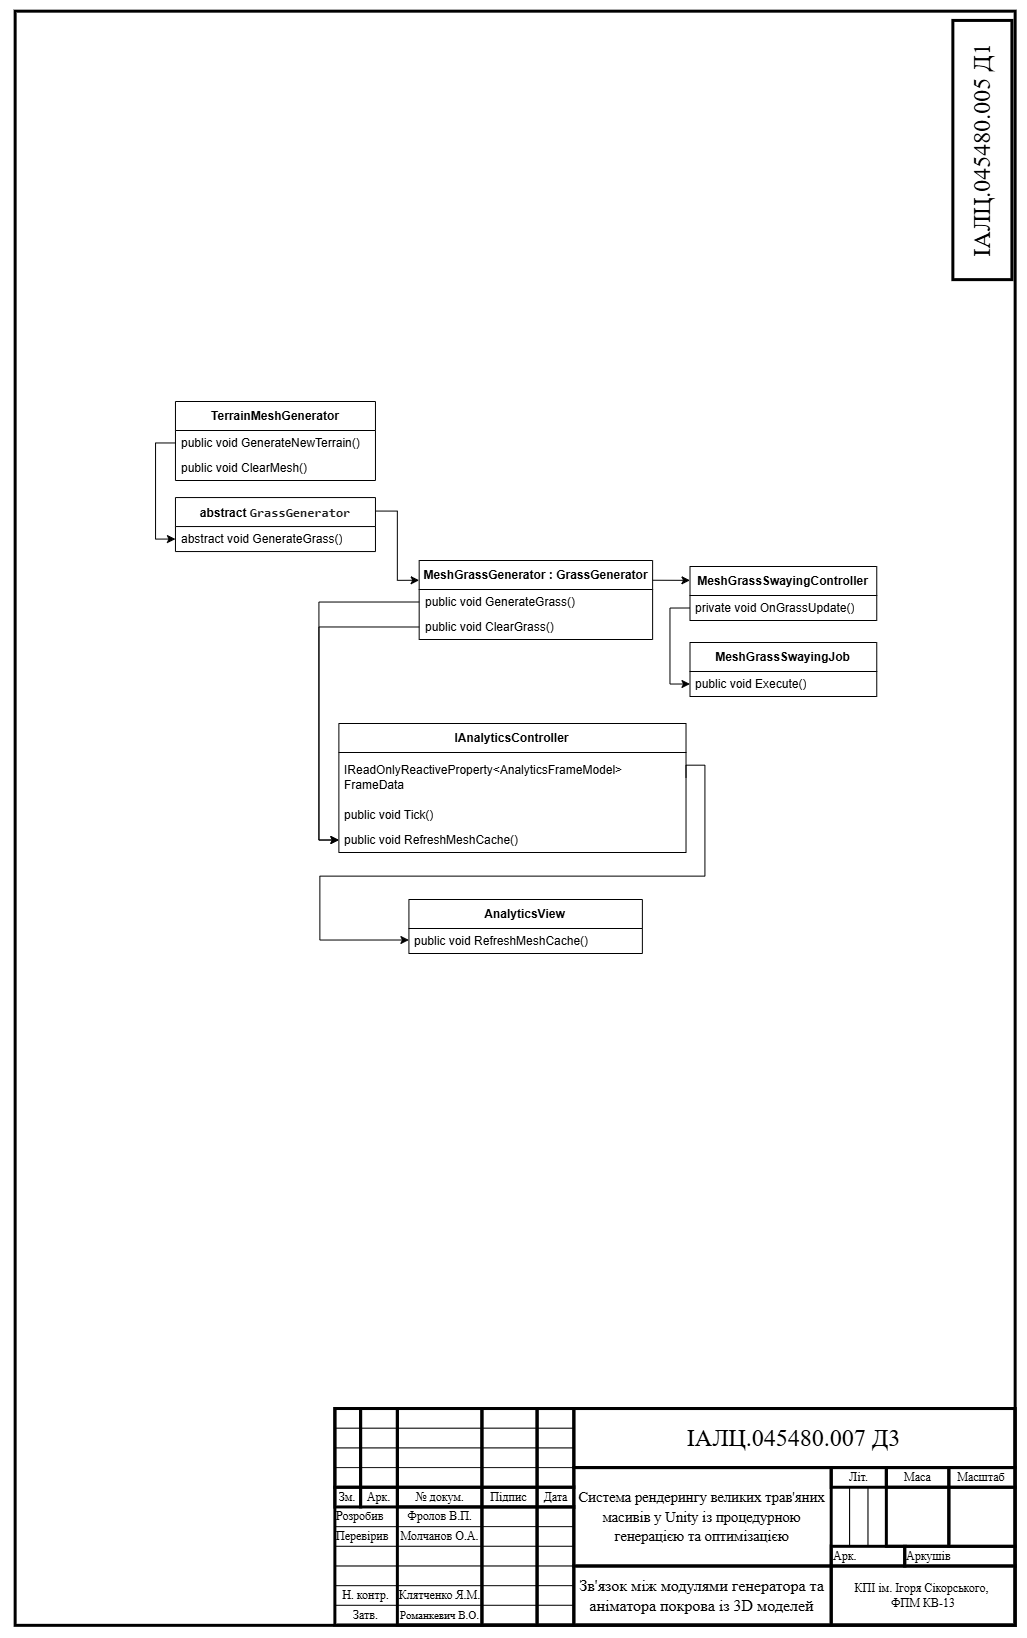 ІАЛЦ.045480.005 Д1
TerrainMeshGenerator
public void GenerateNewTerrain()
public void ClearMesh()
abstract GrassGenerator
abstract void GenerateGrass()
MeshGrassGenerator : GrassGenerator
public void GenerateGrass()
public void ClearGrass()
MeshGrassSwayingController
private void OnGrassUpdate()
MeshGrassSwayingJob
public void Execute()
IAnalyticsController
IReadOnlyReactiveProperty<AnalyticsFrameModel>
FrameData
public void Tick()
public void RefreshMeshCache()
AnalyticsView
public void RefreshMeshCache()
ІАЛЦ.045480.007 Д3
Літ. Маса Масштаб
Зм. Арк. № докум. Підпис Дата
Розробив Фролов В.П.
Перевірив Молчанов О.А.
Н. контр. Клятченко Я.М.
Затв. Романкевич В.О.
Система рендерингу великих трав'яних
масивів у Unity із процедурною
генерацією та оптимізацією
Арк. Аркушів
Зв'язок між модулями генератора та
аніматора покрова із 3D моделей
КПІ ім. Ігоря Сікорського,
ФПМ КВ-13